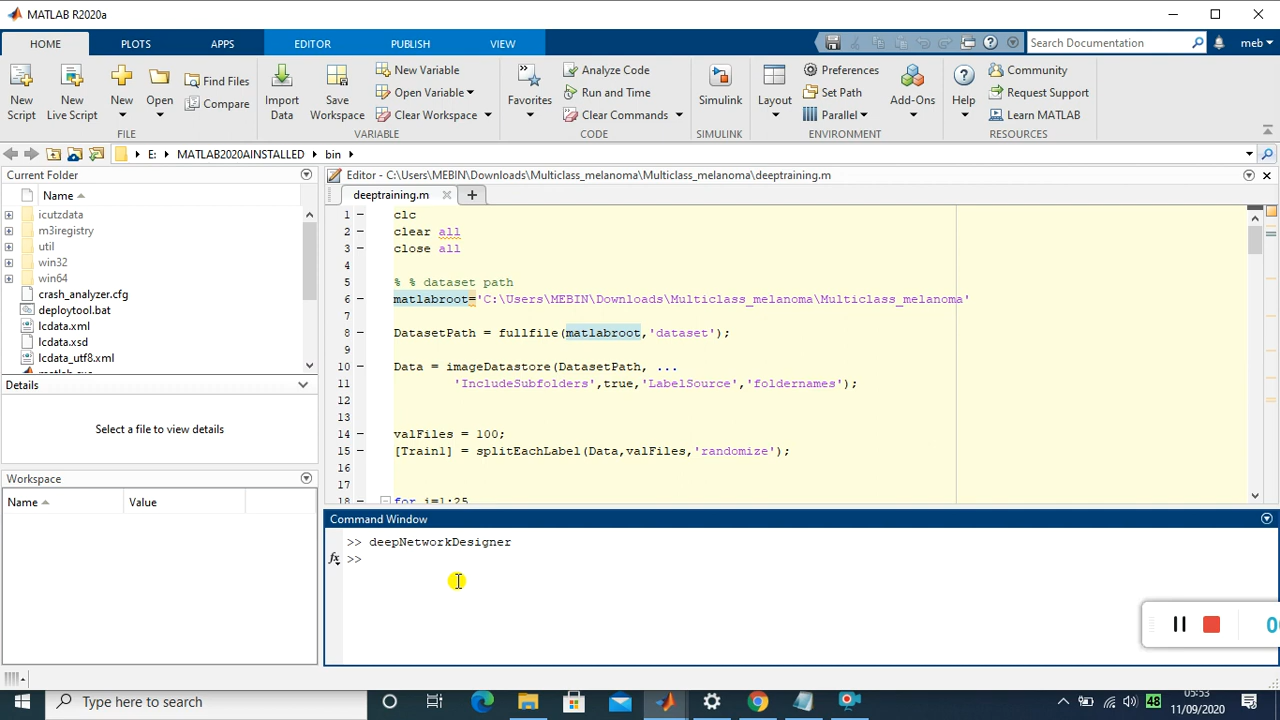 MATLAB R2020a
HOME PLOTS APPS EDITOR PUBLISH VIEW Search Documentation meb
New Script New Live Script New Open Find Files Compare Import Data Save Workspace New Variable Open Variable Clear Workspace Favorites Analyze Code Run and Time Clear Commands Simulink Layout Preferences Set Path Parallel Add-Ons Help Community Request Support Learn MATLAB
FILE VARIABLE CODE SIMULINK ENVIRONMENT RESOURCES
E: MATLAB2020AINSTALLED bin
Current Folder
Name
icutzdata
m3iregistry
util
win32
win64
crash_analyzer.cfg
deploytool.bat
lcdata.xml
lcdata.xsd
lcdata_utf8.xml
Details
Select a file to view details
Workspace
Name Value
Editor - C:\Users\MEBIN\Downloads\Multiclass_melanoma\Multiclass_melanoma\deeptraining.m
deeptraining.m
1 clc
2 clear all
3 close all
4
5 % % dataset path
6 matlabroot='C:\Users\MEBIN\Downloads\Multiclass_melanoma\Multiclass_melanoma'
7
8 DatasetPath = fullfile(matlabroot,'dataset');
9
10 Data = imageDatastore(DatasetPath, ...
11 'IncludeSubfolders',true,'LabelSource','foldernames');
12
13
14 valFiles = 100;
15 [Train1] = splitEachLabel(Data,valFiles,'randomize');
16
17
18 for i=1:25
Command Window
>> deepNetworkDesigner
fx >>
Type here to search
48
05:53
11/09/2020